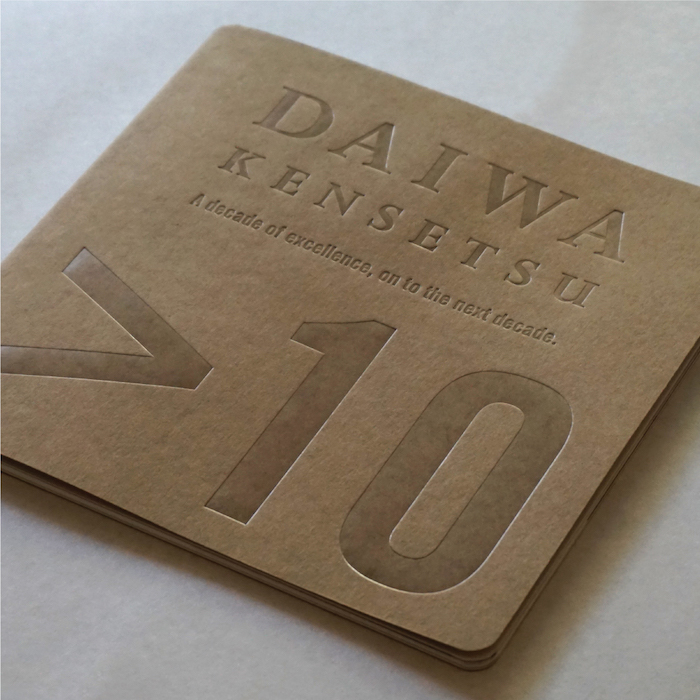 DAIWA
KENSETSU
A decade of excellence, on to the next decade.
>10